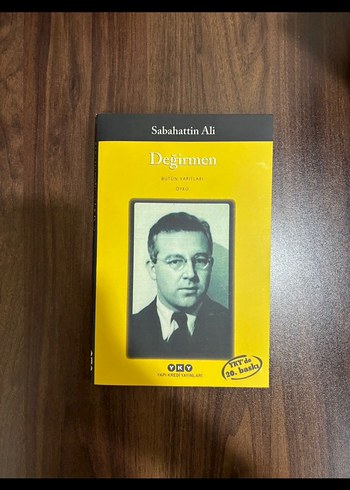 Sabahattin Ali
Değirmen
BÜTÜN YAPITLARI
ÖYKÜ
YKY'de
20. baskı
YKY
YAPI KREDİ YAYINLARI